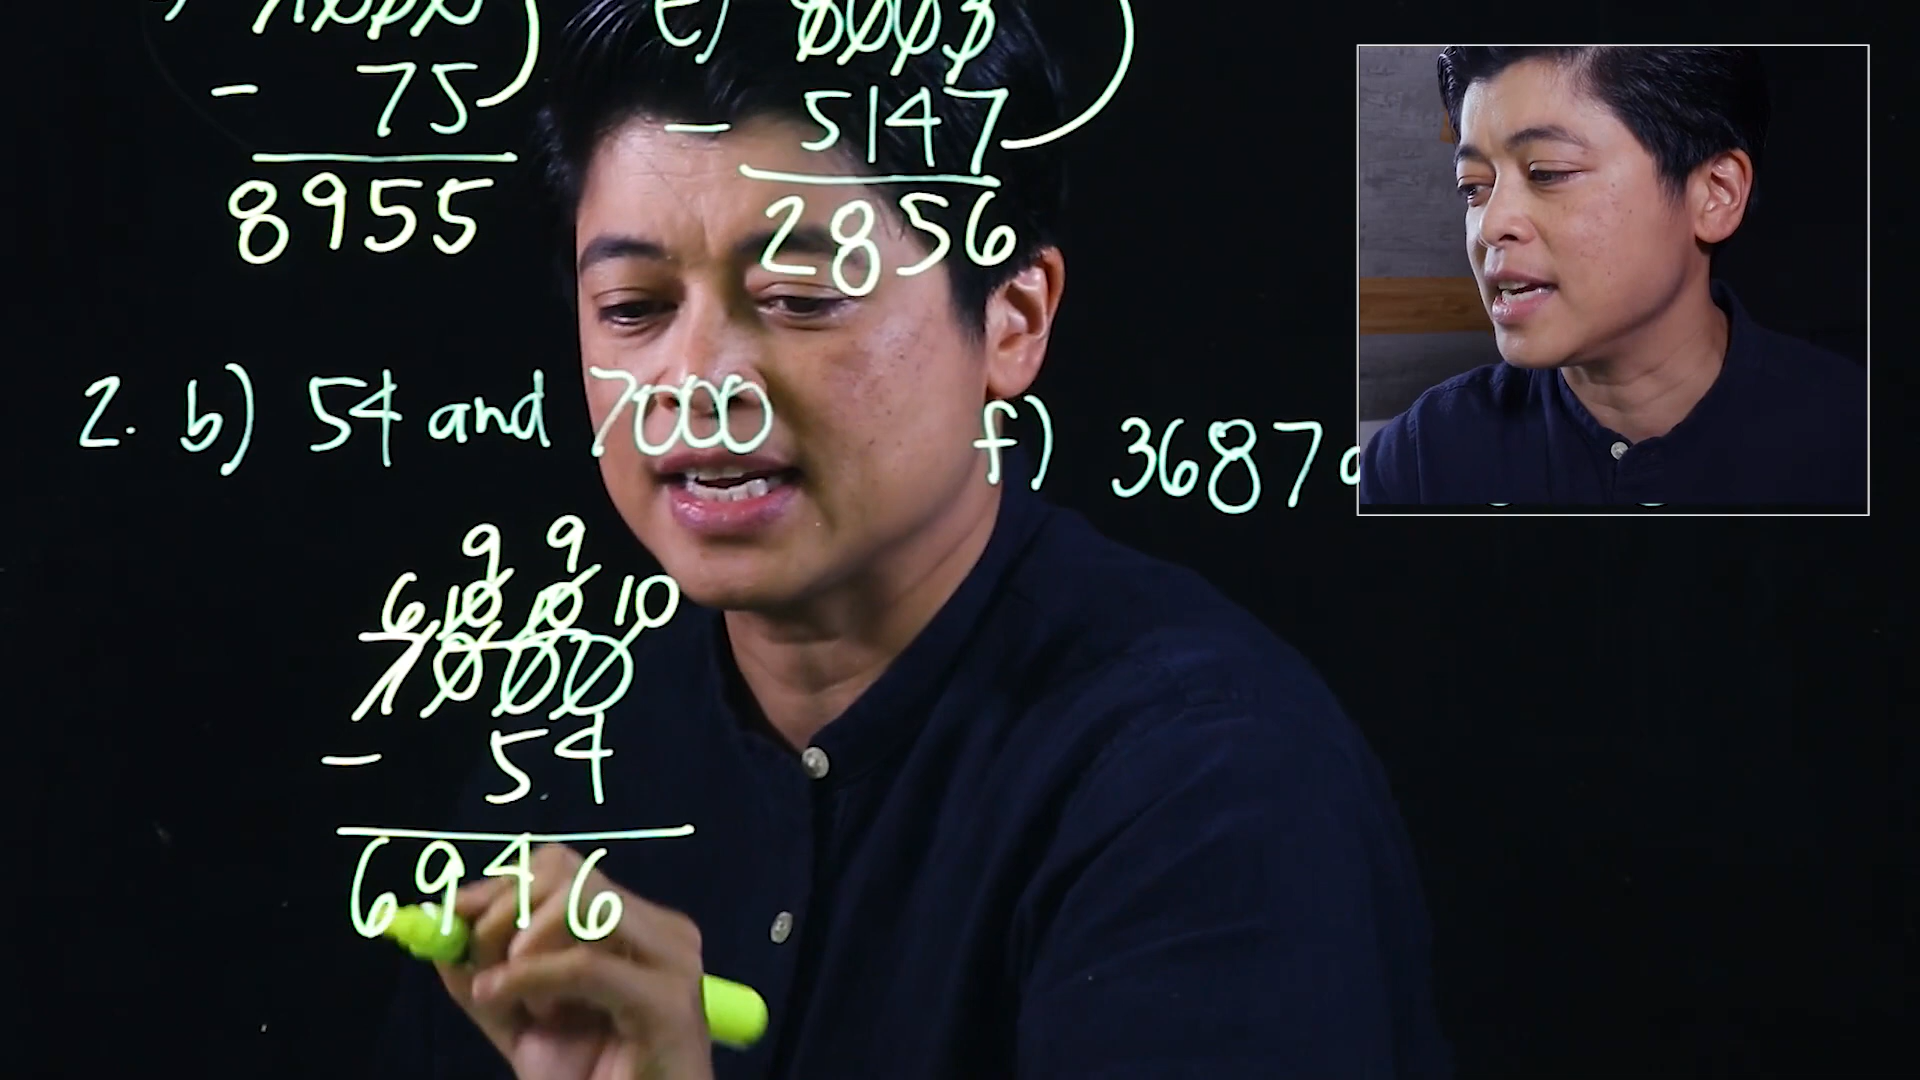 - 75
8955
e) 8003
- 5147
2856
2. b) 54 and 7000
9 9
6 10 10 10
7000
- 54
6946
f) 3687